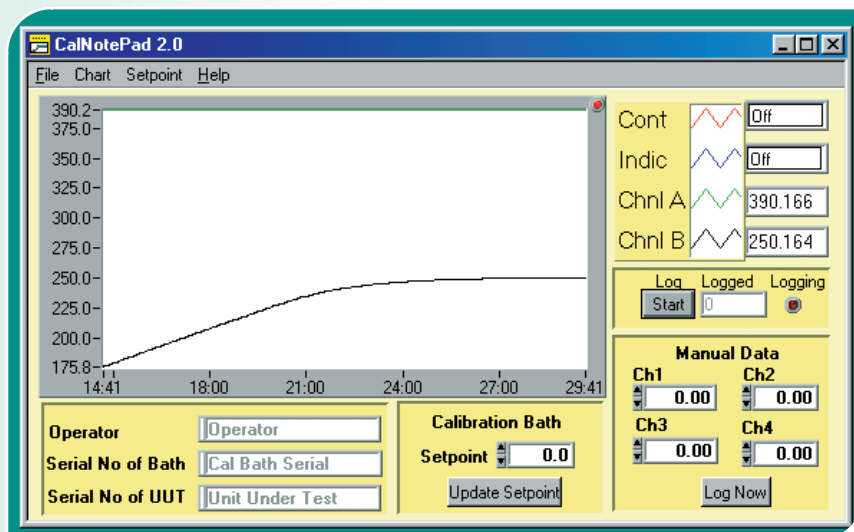 CalNotePad 2.0
File Chart Setpoint Help
390.2
375.0
350.0
325.0
300.0
275.0
250.0
225.0
200.0
175.8
14:41 18:00 21:00 24:00 27:00 29:41
Cont Off
Indic Off
Chnl A 390.166
Chnl B 250.164
Log Logged Logging
Start 0
Manual Data
Ch1 Ch2
0.00 0.00
Ch3 Ch4
0.00 0.00
Log Now
Operator Operator
Serial No of Bath Cal Bath Serial
Serial No of UUT Unit Under Test
Calibration Bath
Setpoint 0.0
Update Setpoint